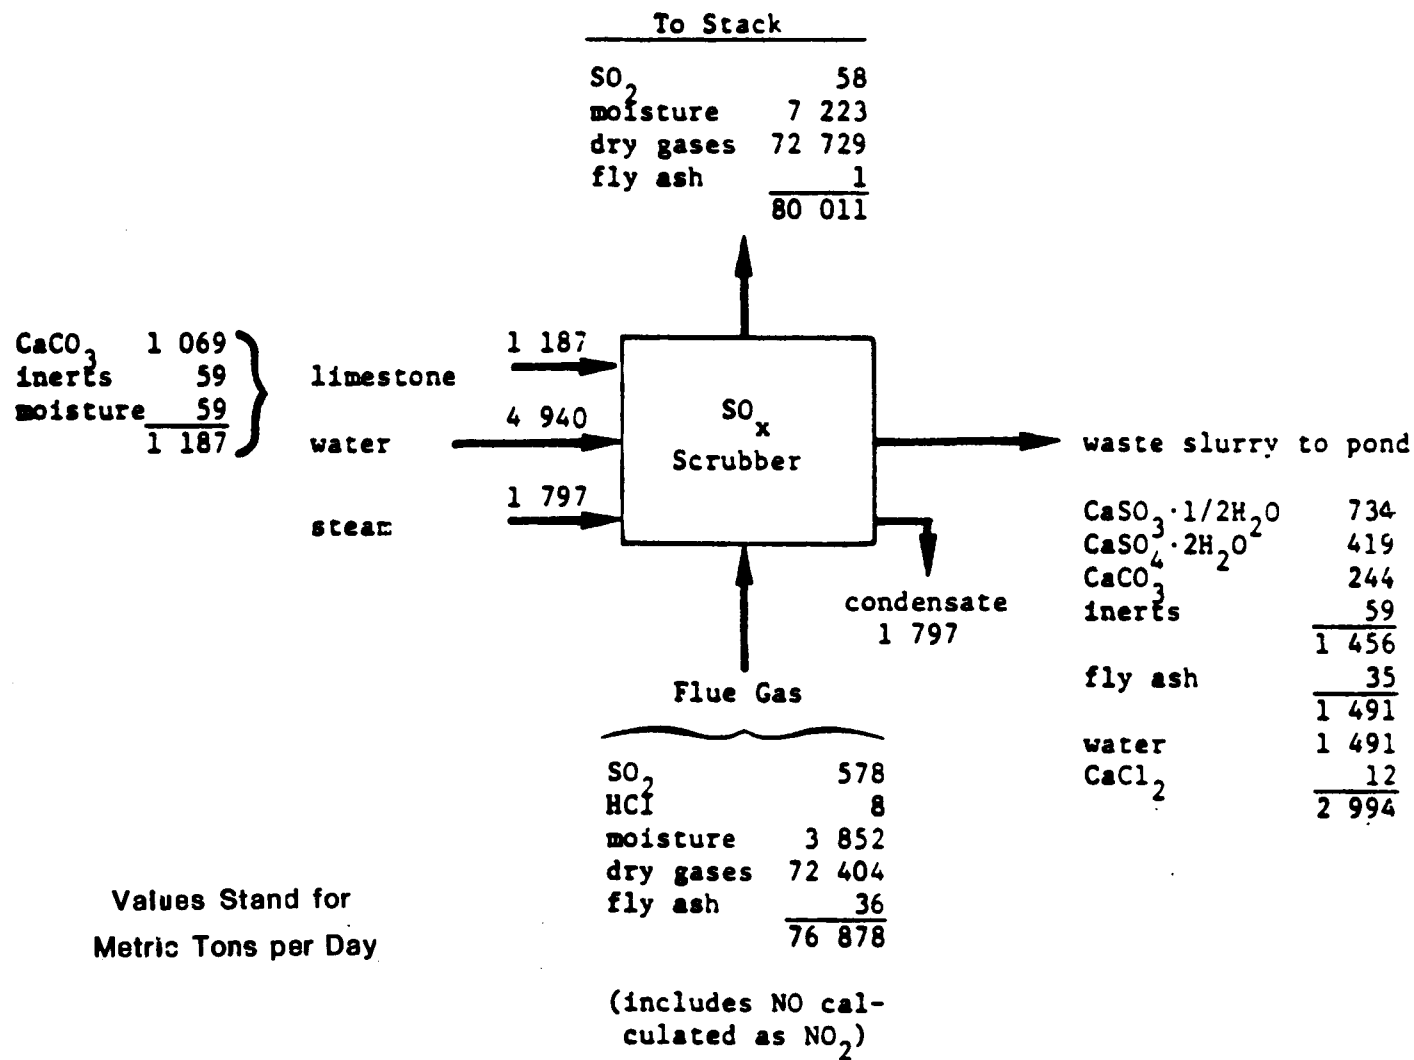 To Stack
SO2 58
moisture 7 223
dry gases 72 729
fly ash 1
80 011
CaCO3 1 069
inerts 59
moisture 59
1 187
limestone 1 187
water 4 940
steam 1 797
SOx
Scrubber
waste slurry to pond
CaSO3·1/2H2O 734
CaSO4·2H2O 419
CaCO3 244
inerts 59
1 456
fly ash 35
1 491
water 1 491
CaCl2 12
2 994
condensate
1 797
Flue Gas
SO2 578
HCl 8
moisture 3 852
dry gases 72 404
fly ash 36
76 878
(includes NO cal-
culated as NO2)
Values Stand for
Metric Tons per Day